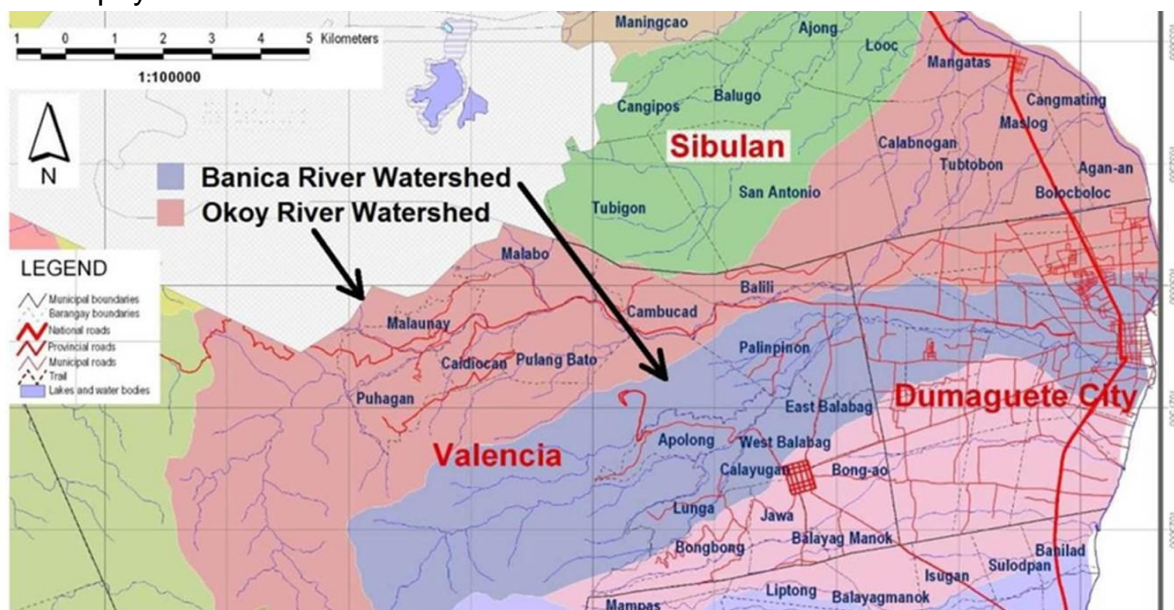 Maningcao
Ajong
Looc
1 0 1 2 3 4 5 Kilometers
1:100000
Mangatas
Cangipos
Balugo
Cangmating
Maslog
N
Sibulan
Calabnogan
Tubtobon
Agan-an
Banica River Watershed
San Antonio
Bolocboloc
Okoy River Watershed
Tubigon
Malabo
LEGEND
Municipal boundaries
Barangay boundaries
National roads
Provincial roads
Municipal roads
Trail
Lakes and water bodies
Balili
Cambucad
Malaunay
Palinpinon
Caidiocan
Pulang Bato
Puhagan
Dumaguete City
East Balabag
Valencia
Apolong
West Balabag
Calayugan
Bong-ao
Lunga
Jawa
Balayag Manok
Bongbong
Banilad
Sulodpan
Isugan
Liptong
Balayagmanok
Mampas